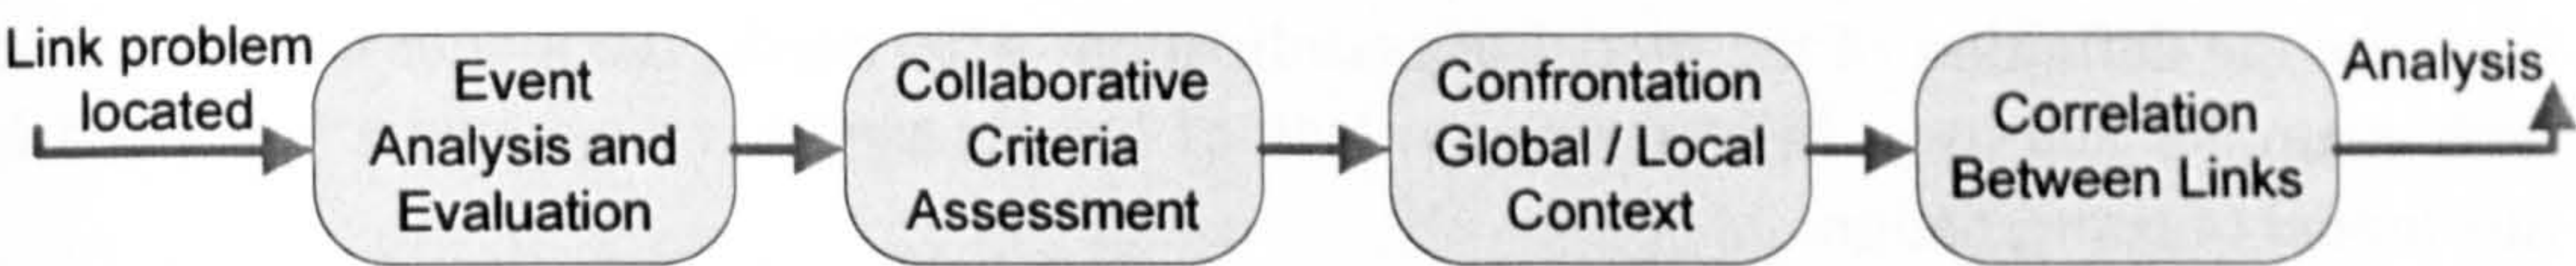 Link problem
located
Event
Analysis and
Evaluation
Collaborative
Criteria
Assessment
Confrontation
Global / Local
Context
Correlation
Between Links
Analysis